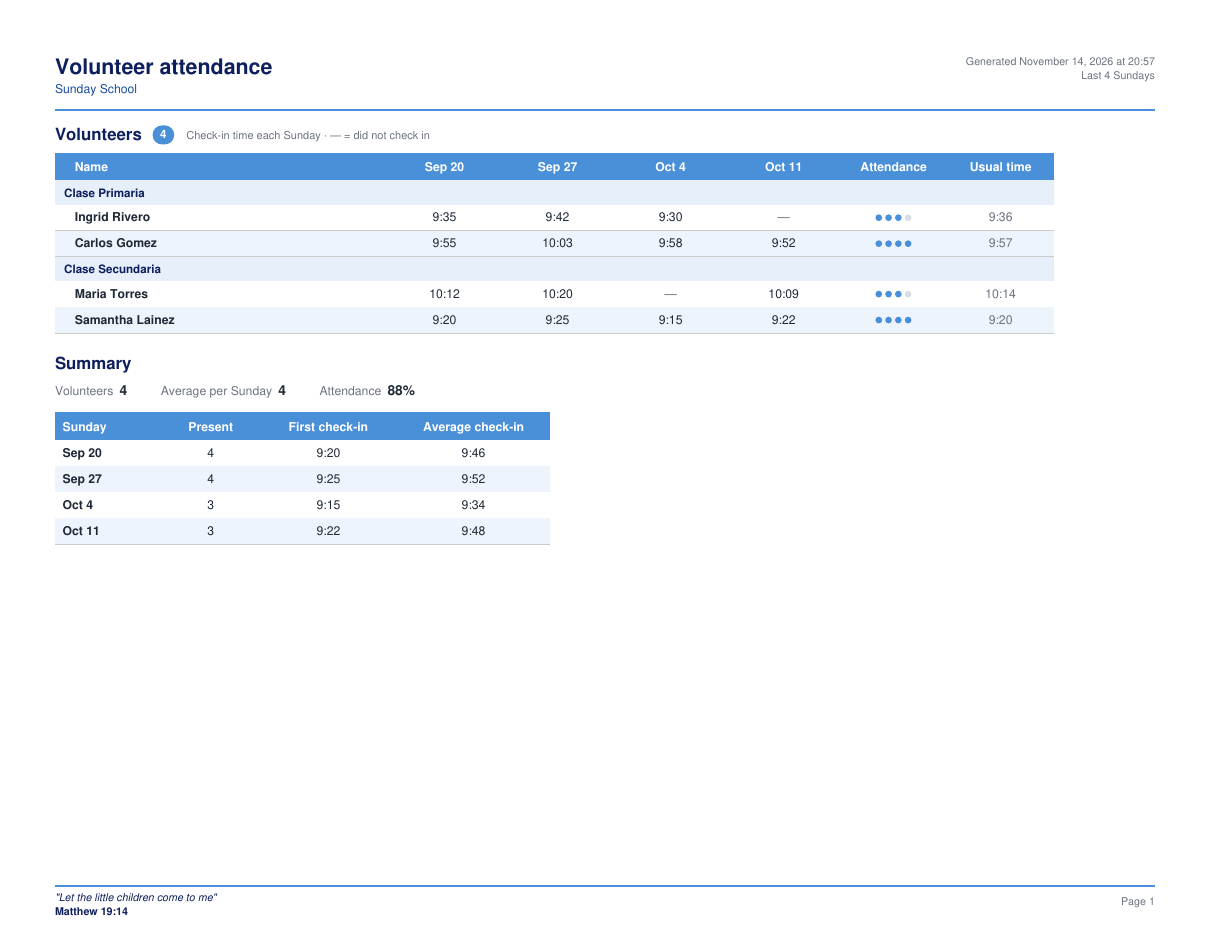 Volunteer attendance
Sunday School
Generated November 14, 2026 at 20:57
Last 4 Sundays
Volunteers 4 Check-in time each Sunday · — = did not check in
Name Sep 20 Sep 27 Oct 4 Oct 11 Attendance Usual time
Clase Primaria
Ingrid Rivero 9:35 9:42 9:30 — 9:36
Carlos Gomez 9:55 10:03 9:58 9:52 9:57
Clase Secundaria
Maria Torres 10:12 10:20 — 10:09 10:14
Samantha Lainez 9:20 9:25 9:15 9:22 9:20
Summary
Volunteers 4 Average per Sunday 4 Attendance 88%
Sunday Present First check-in Average check-in
Sep 20 4 9:20 9:46
Sep 27 4 9:25 9:52
Oct 4 3 9:15 9:34
Oct 11 3 9:22 9:48
"Let the little children come to me"
Matthew 19:14
Page 1